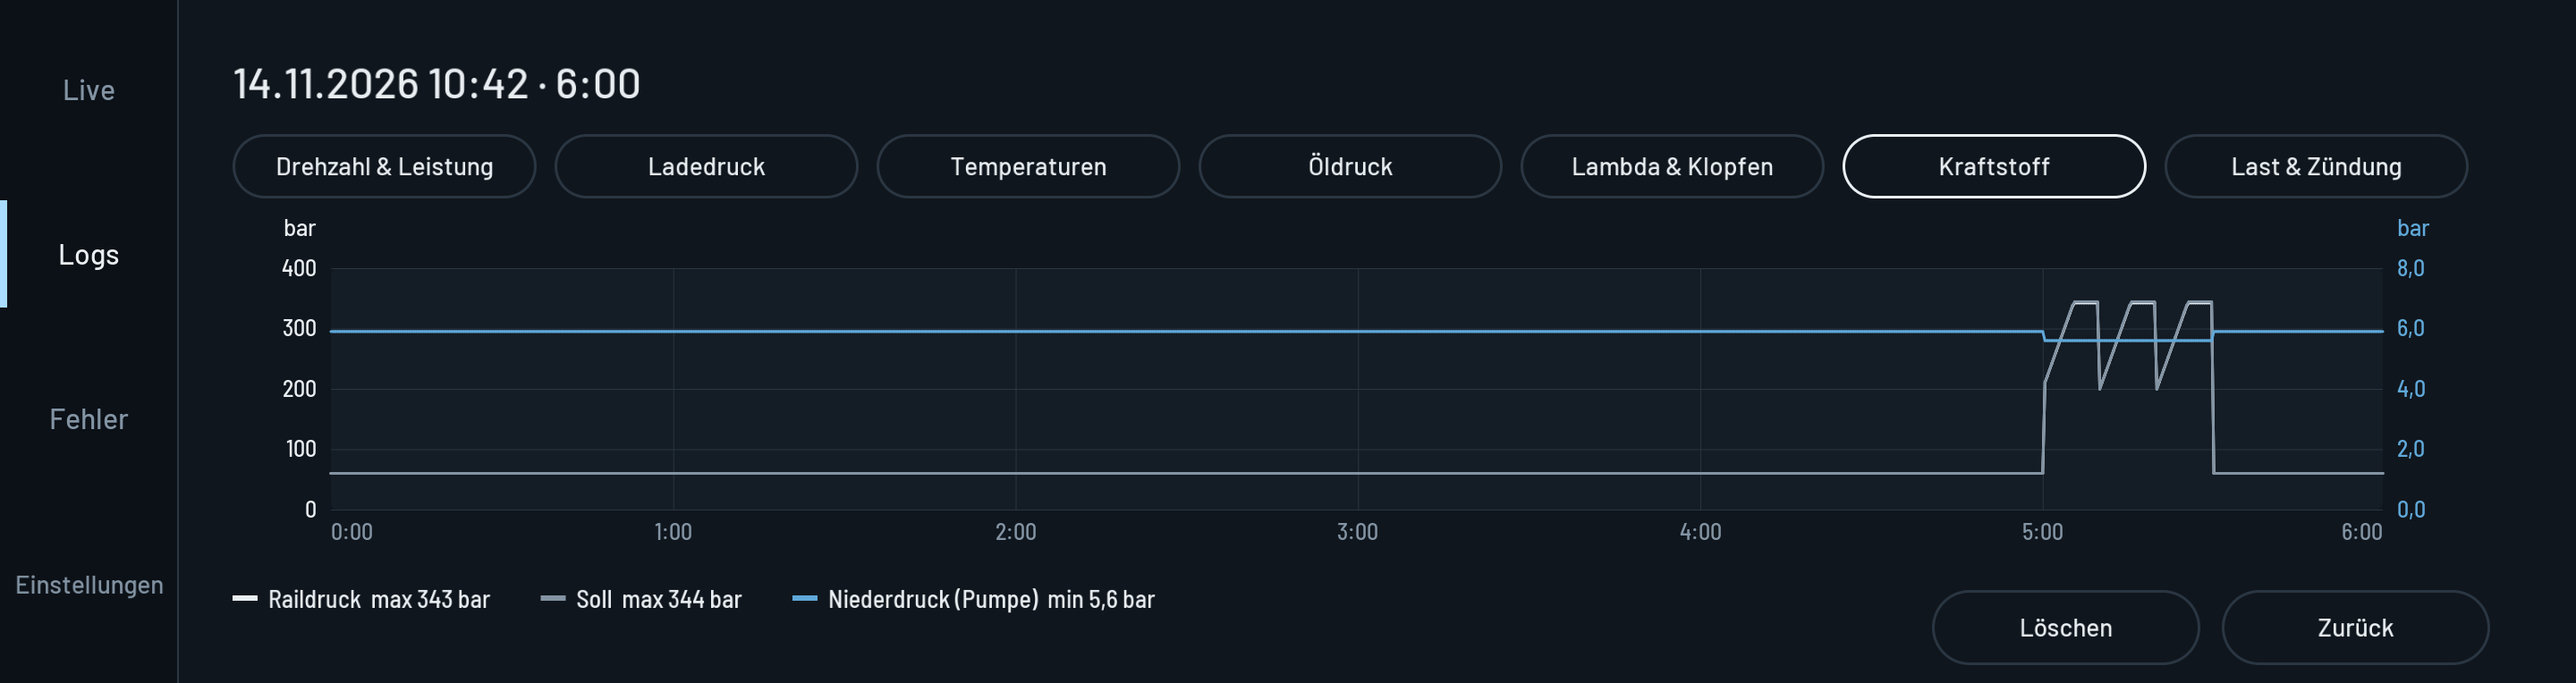 Live
Logs
Fehler
Einstellungen
14.11.2026 10:42 · 6:00
Drehzahl & Leistung
Ladedruck
Temperaturen
Öldruck
Lambda & Klopfen
Kraftstoff
Last & Zündung
bar
bar
400
300
200
100
0
8,0
6,0
4,0
2,0
0,0
0:00
1:00
2:00
3:00
4:00
5:00
6:00
Raildruck max 343 bar
Soll max 344 bar
Niederdruck (Pumpe) min 5,6 bar
Löschen
Zurück